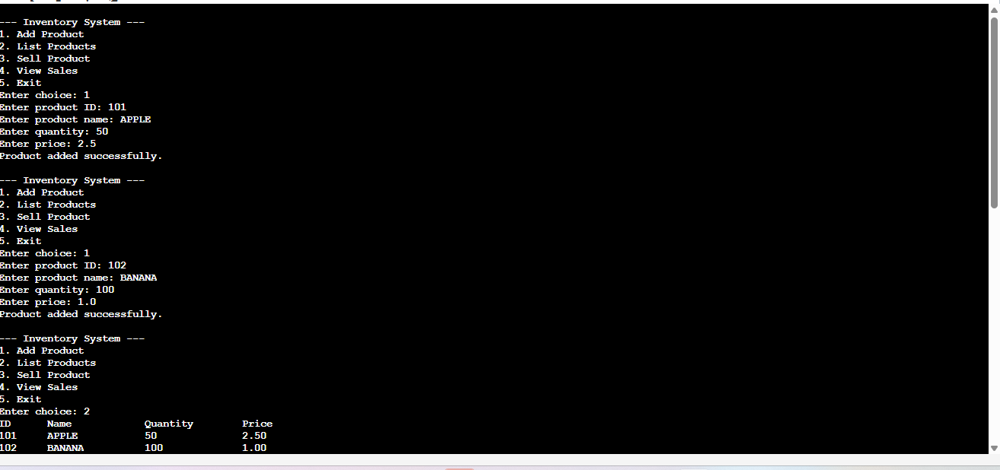 --- Inventory System ---
1. Add Product
2. List Products
3. Sell Product
4. View Sales
5. Exit
Enter choice: 1
Enter product ID: 101
Enter product name: APPLE
Enter quantity: 50
Enter price: 2.5
Product added successfully.
--- Inventory System ---
1. Add Product
2. List Products
3. Sell Product
4. View Sales
5. Exit
Enter choice: 1
Enter product ID: 102
Enter product name: BANANA
Enter quantity: 100
Enter price: 1.0
Product added successfully.
--- Inventory System ---
1. Add Product
2. List Products
3. Sell Product
4. View Sales
5. Exit
Enter choice: 2
ID Name Quantity Price
101 APPLE 50 2.50
102 BANANA 100 1.00